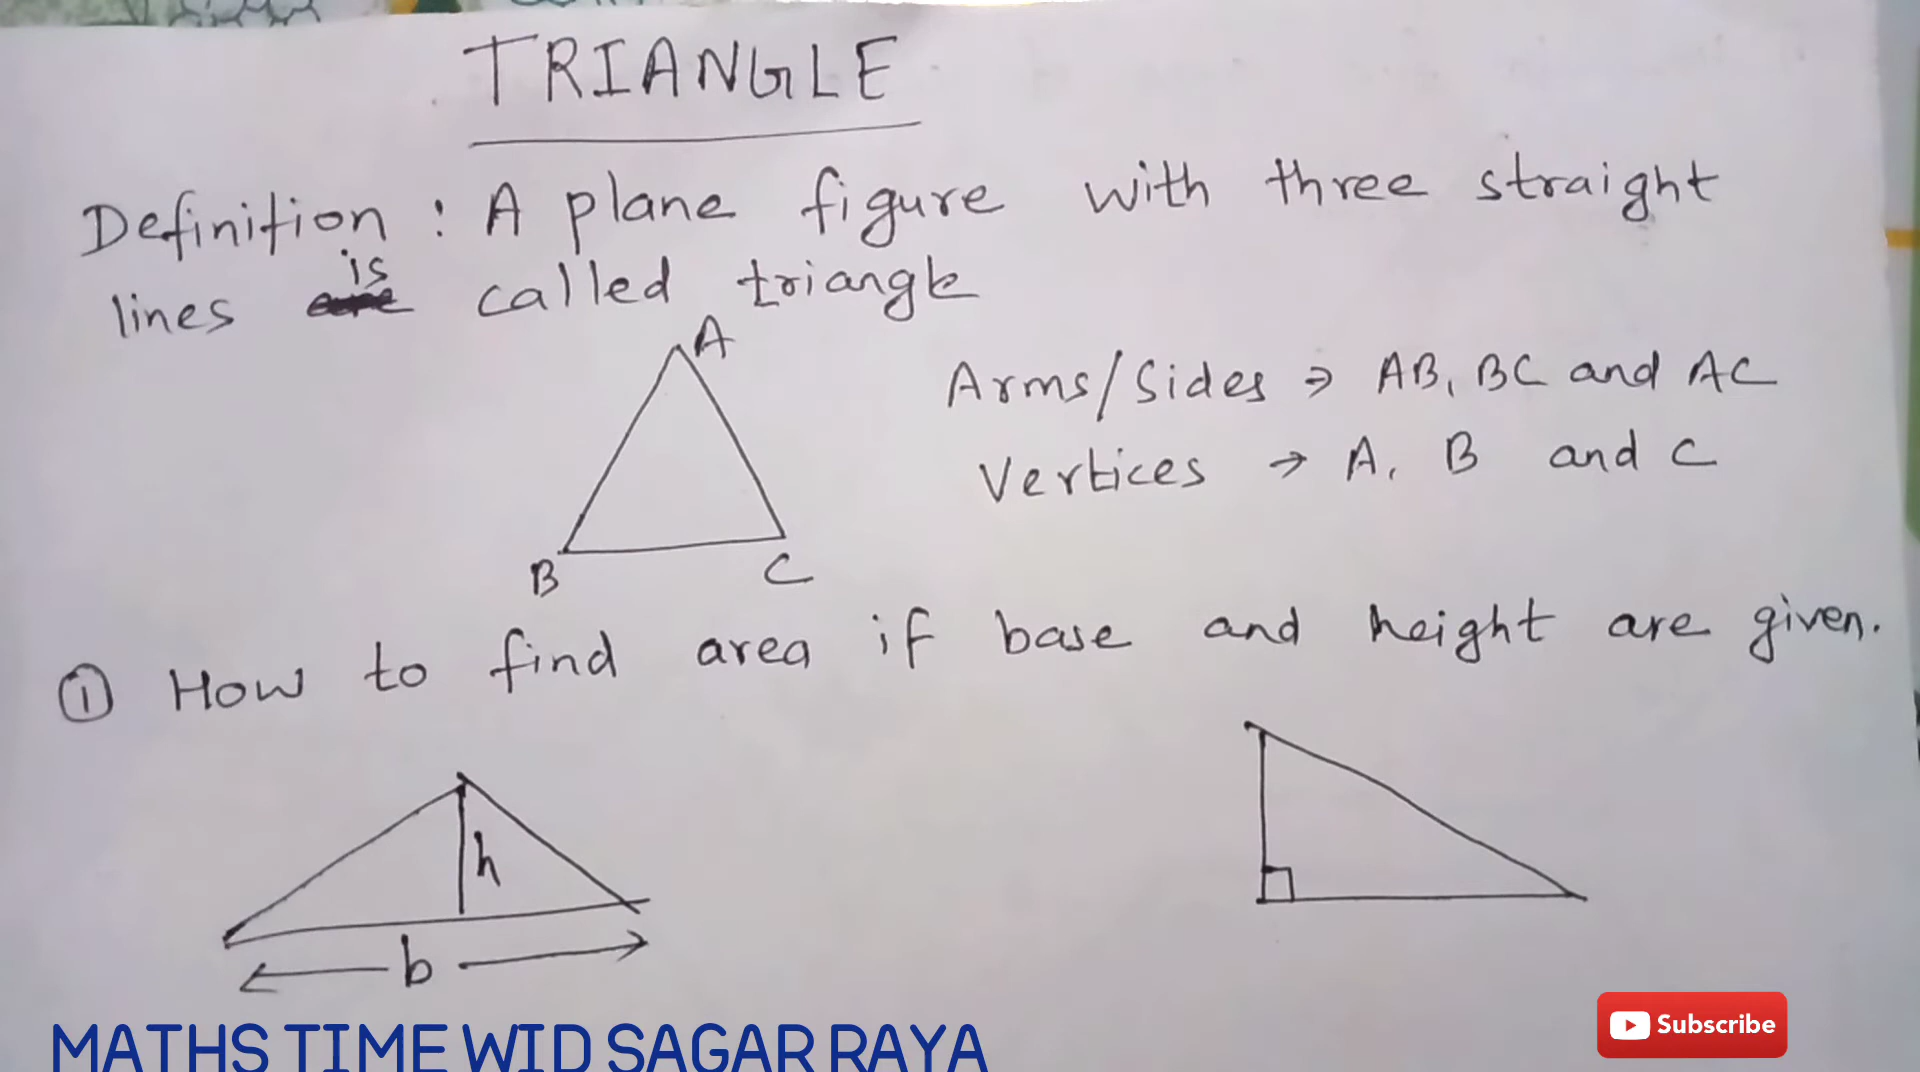 TRIANGLE
Definition : A plane figure with three straight
lines is called triangle
A
B
C
Arms/Sides → AB, BC and AC
Vertices → A, B and C
① How to find area if base and height are given.
h
b
MATHS TIME WID SAGAR RAYA
Subscribe